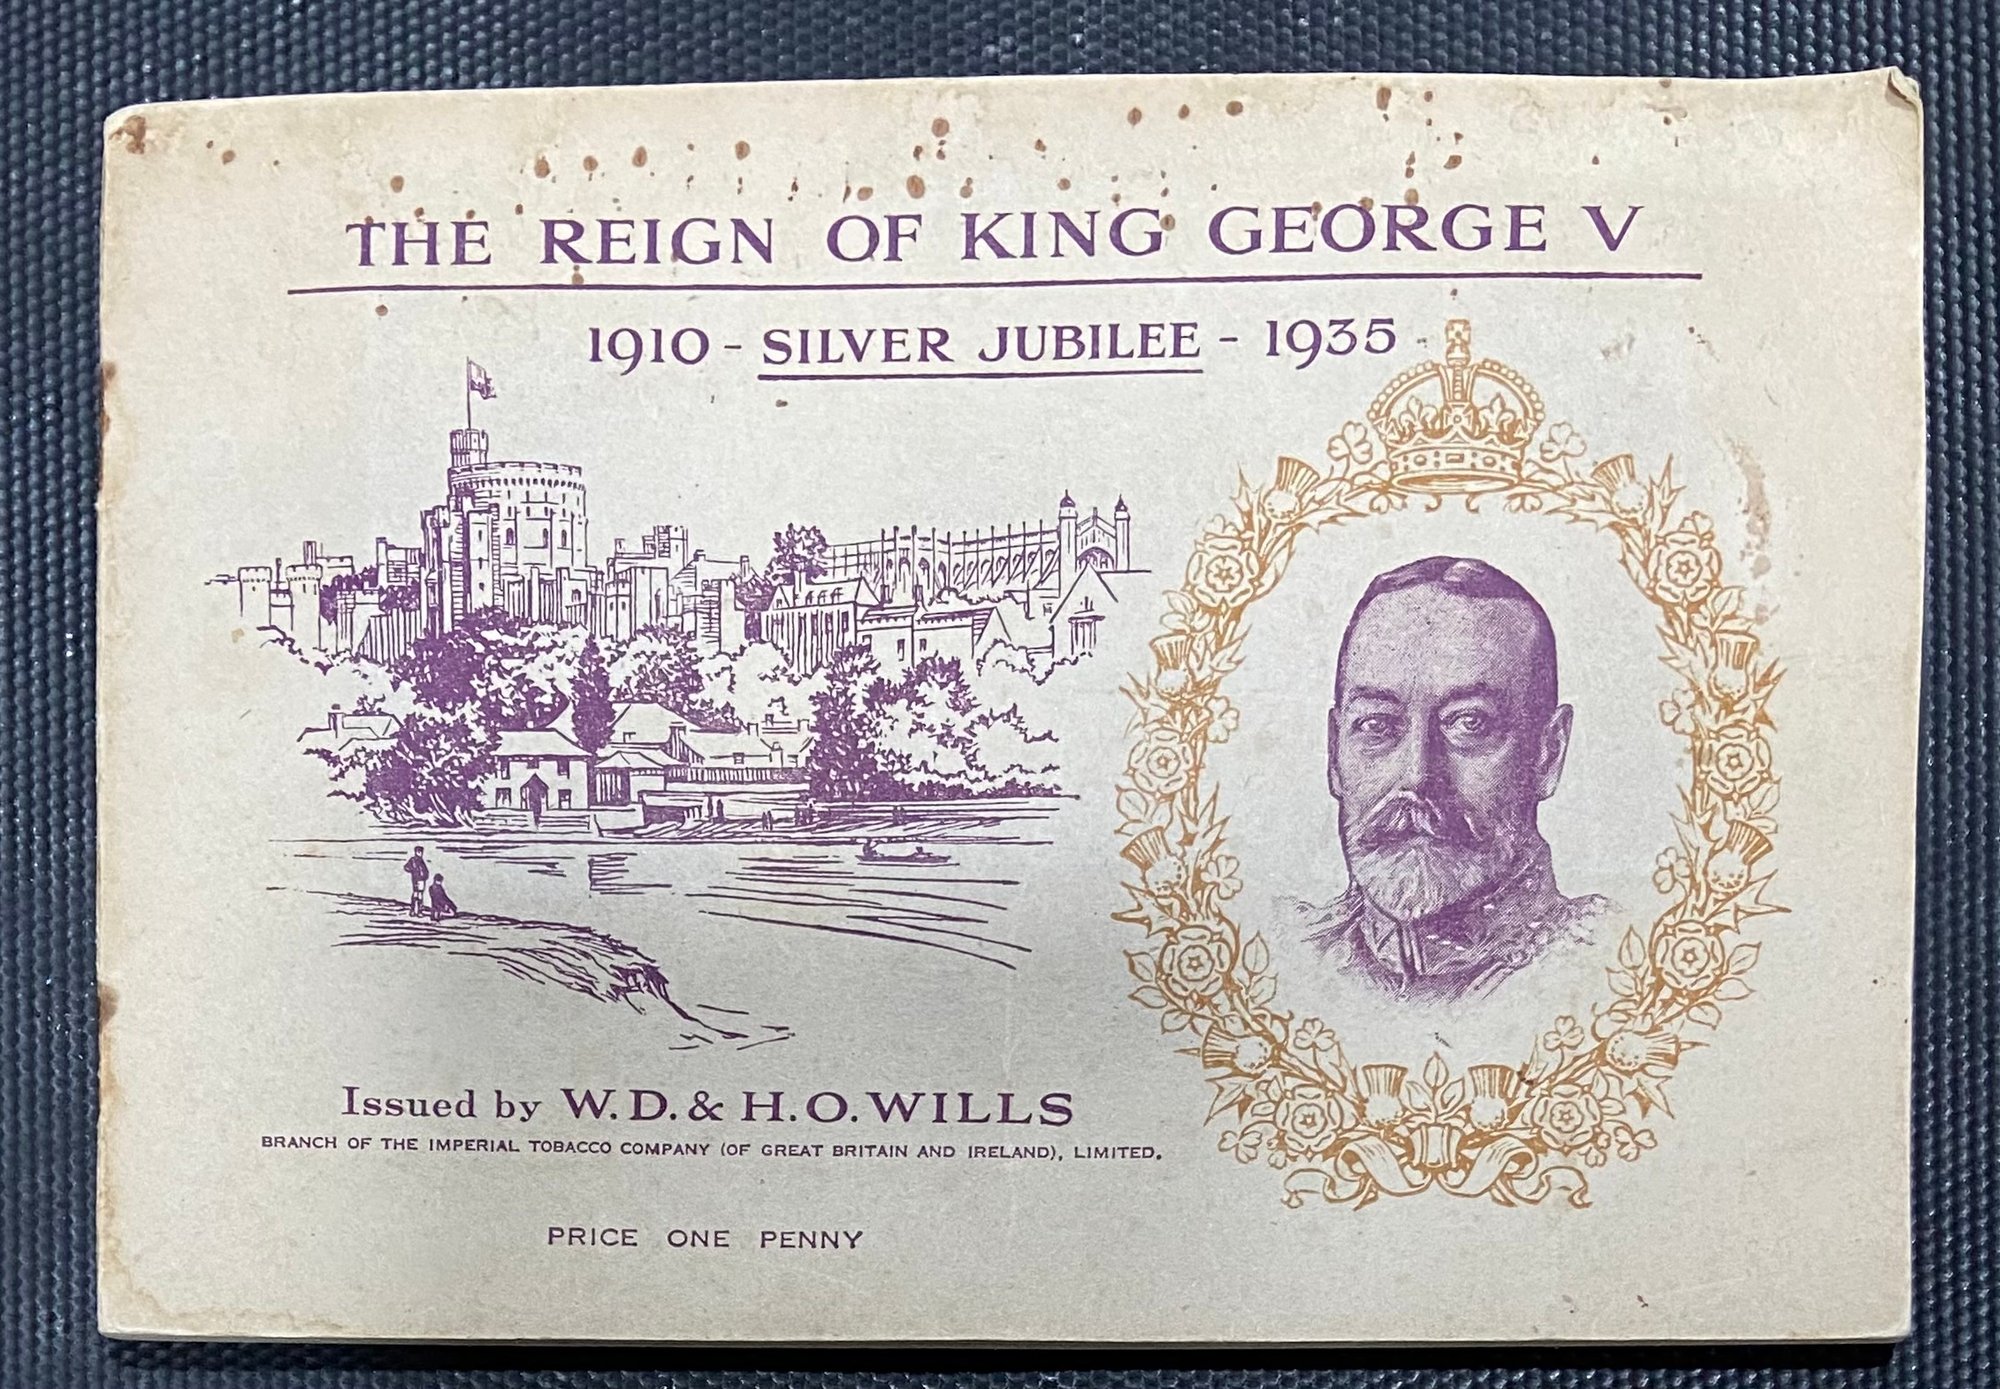 THE REIGN OF KING GEORGE V
1910 - SILVER JUBILEE - 1935
Issued by W.D. & H.O. WILLS
BRANCH OF THE IMPERIAL TOBACCO COMPANY (OF GREAT BRITAIN AND IRELAND), LIMITED.
PRICE ONE PENNY